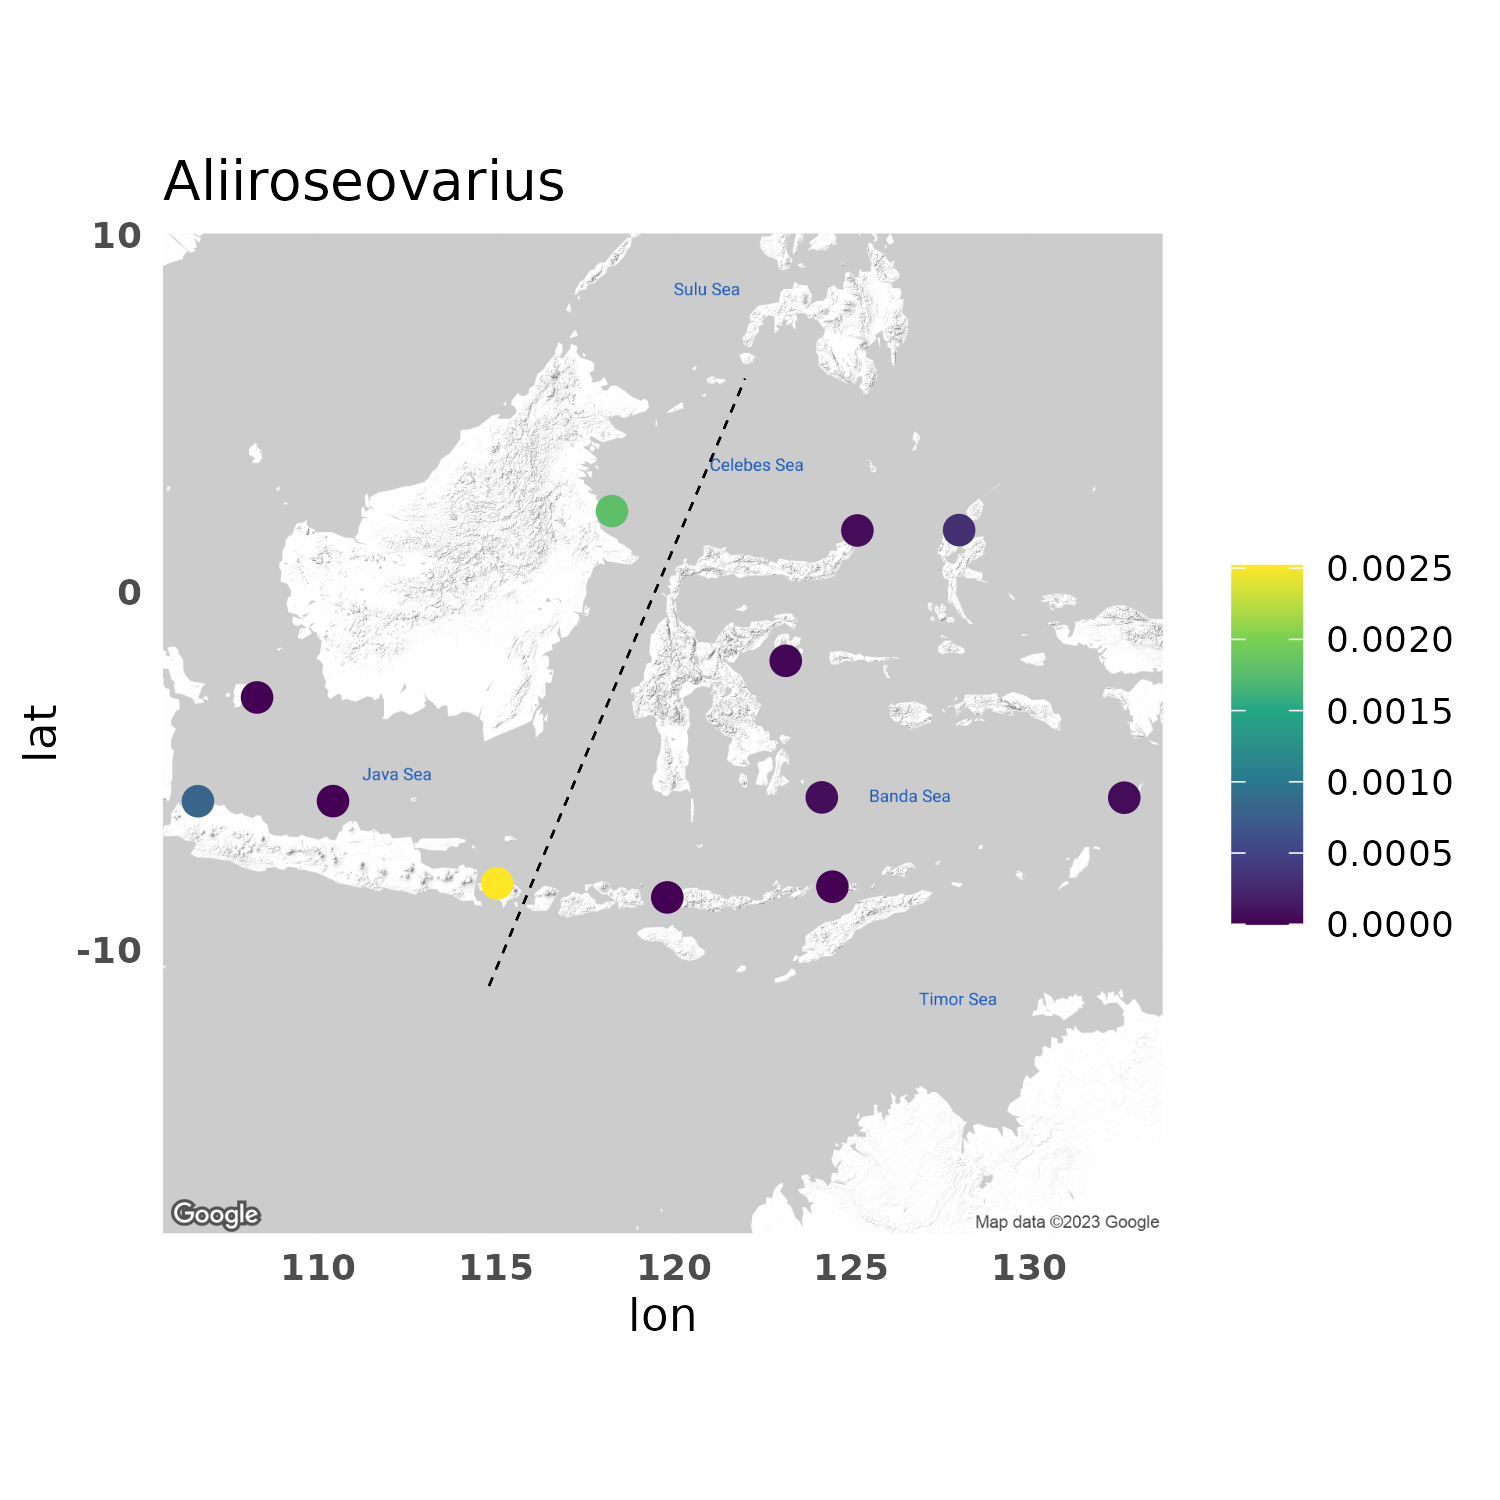 Aliiroseovarius
10
0
-10
lat
Sulu Sea
Celebes Sea
Java Sea
Banda Sea
Timor Sea
Google
Map data ©2023 Google
110
115
120
125
130
lon
0.0025
0.0020
0.0015
0.0010
0.0005
0.0000